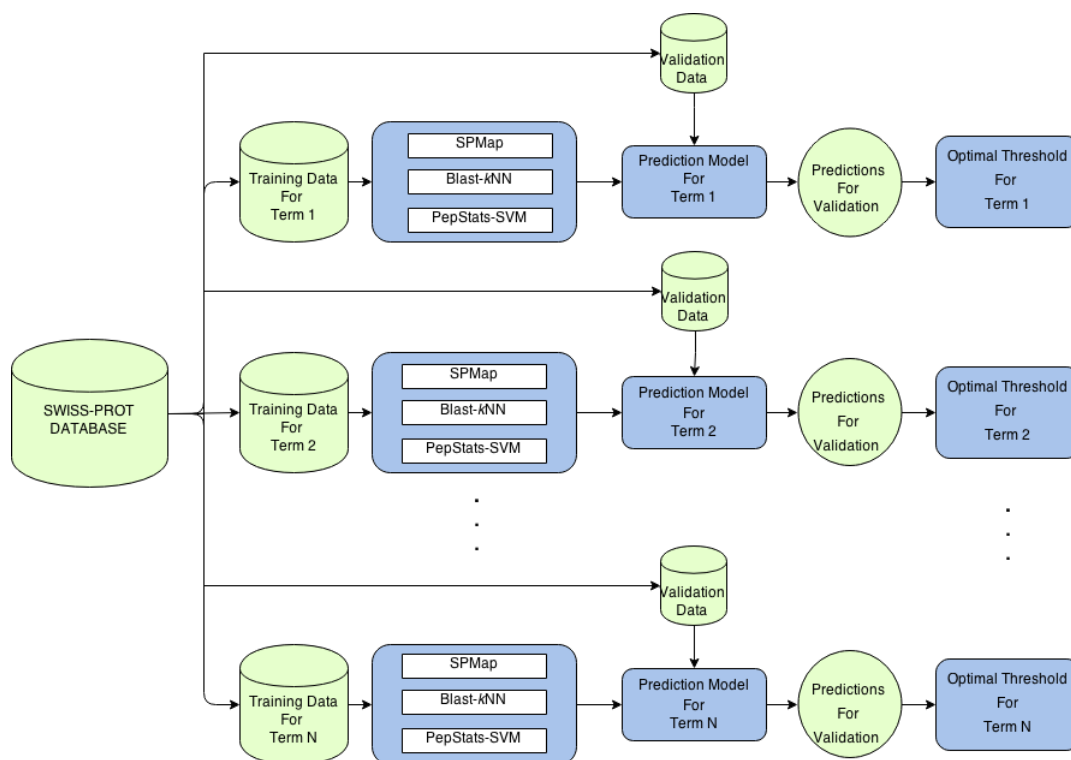 Validation
Data
SPMap
Blast-kNN
PepStats-SVM
Training Data
For
Term 1
Prediction Model
For
Term 1
Predictions
For
Validation
Optimal Threshold
For
Term 1
Validation
Data
SWISS-PROT
DATABASE
Training Data
For
Term 2
SPMap
Blast-kNN
PepStats-SVM
Prediction Model
For
Term 2
Predictions
For
Validation
Optimal Threshold
For
Term 2
Validation
Data
Training Data
For
Term N
SPMap
Blast-kNN
PepStats-SVM
Prediction Model
For
Term N
Predictions
For
Validation
Optimal Threshold
For
Term N